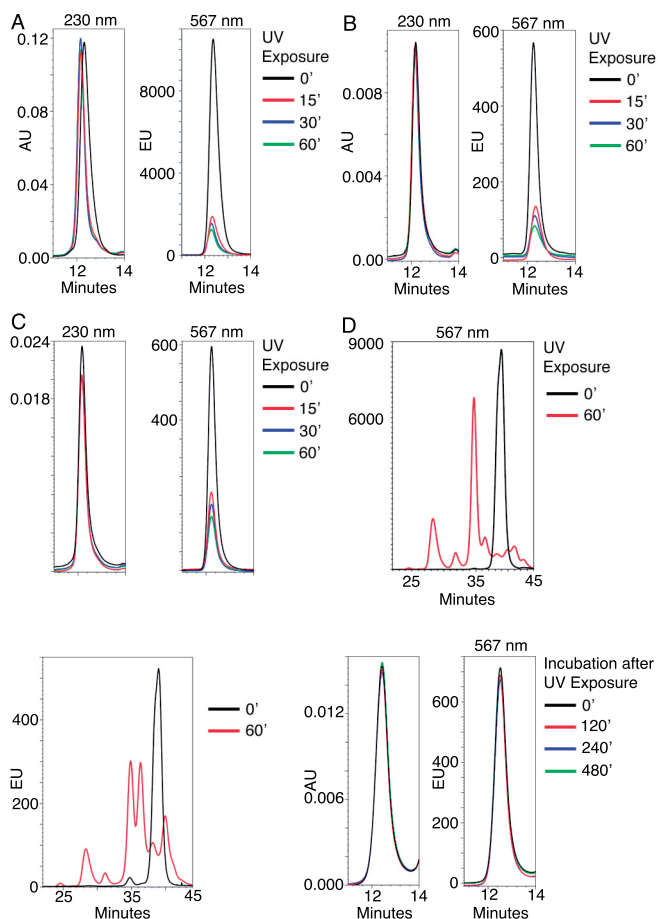 A
230 nm
567 nm
0.12
0.08
0.04
0.00
AU
12
14
Minutes
8000
4000
0
EU
12
14
Minutes
UV
Exposure
0'
15'
30'
60'
B
230 nm
567 nm
0.008
0.004
0.00
AU
12
14
Minutes
600
400
200
0
EU
12
14
Minutes
UV
Exposure
0'
15'
30'
60'
C
230 nm
567 nm
0.024
0.018
600
400
UV
Exposure
0'
15'
30'
60'
D
567 nm
9000
6000
25
35
45
Minutes
UV
Exposure
0'
60'
400
200
0
EU
25
35
45
Minutes
0'
60'
0.012
0.006
0.000
AU
12
14
Minutes
567 nm
600
450
300
150
0
EU
12
14
Minutes
Incubation after
UV Exposure
0'
120'
240'
480'